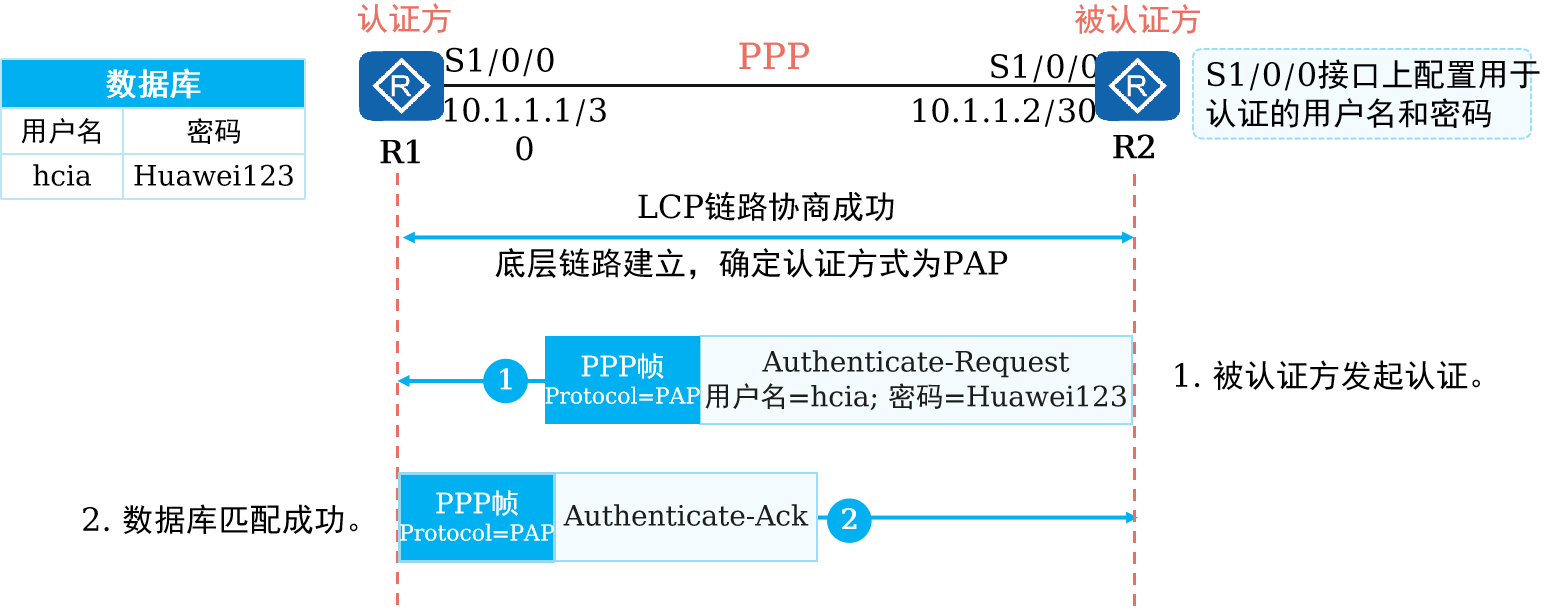 认证方
被认证方
数据库
用户名 密码
hcia Huawei123
S1/0/0
PPP
S1/0/0
10.1.1.1/3
0
10.1.1.2/30
R
R
R1
R2
S1/0/0接口上配置用于
认证的用户名和密码
LCP链路协商成功
底层链路建立，确定认证方式为PAP
1
PPP帧
Protocol=PAP
Authenticate-Request
用户名=hcia; 密码=Huawei123
1. 被认证方发起认证。
2. 数据库匹配成功。
PPP帧
Protocol=PAP
Authenticate-Ack
2